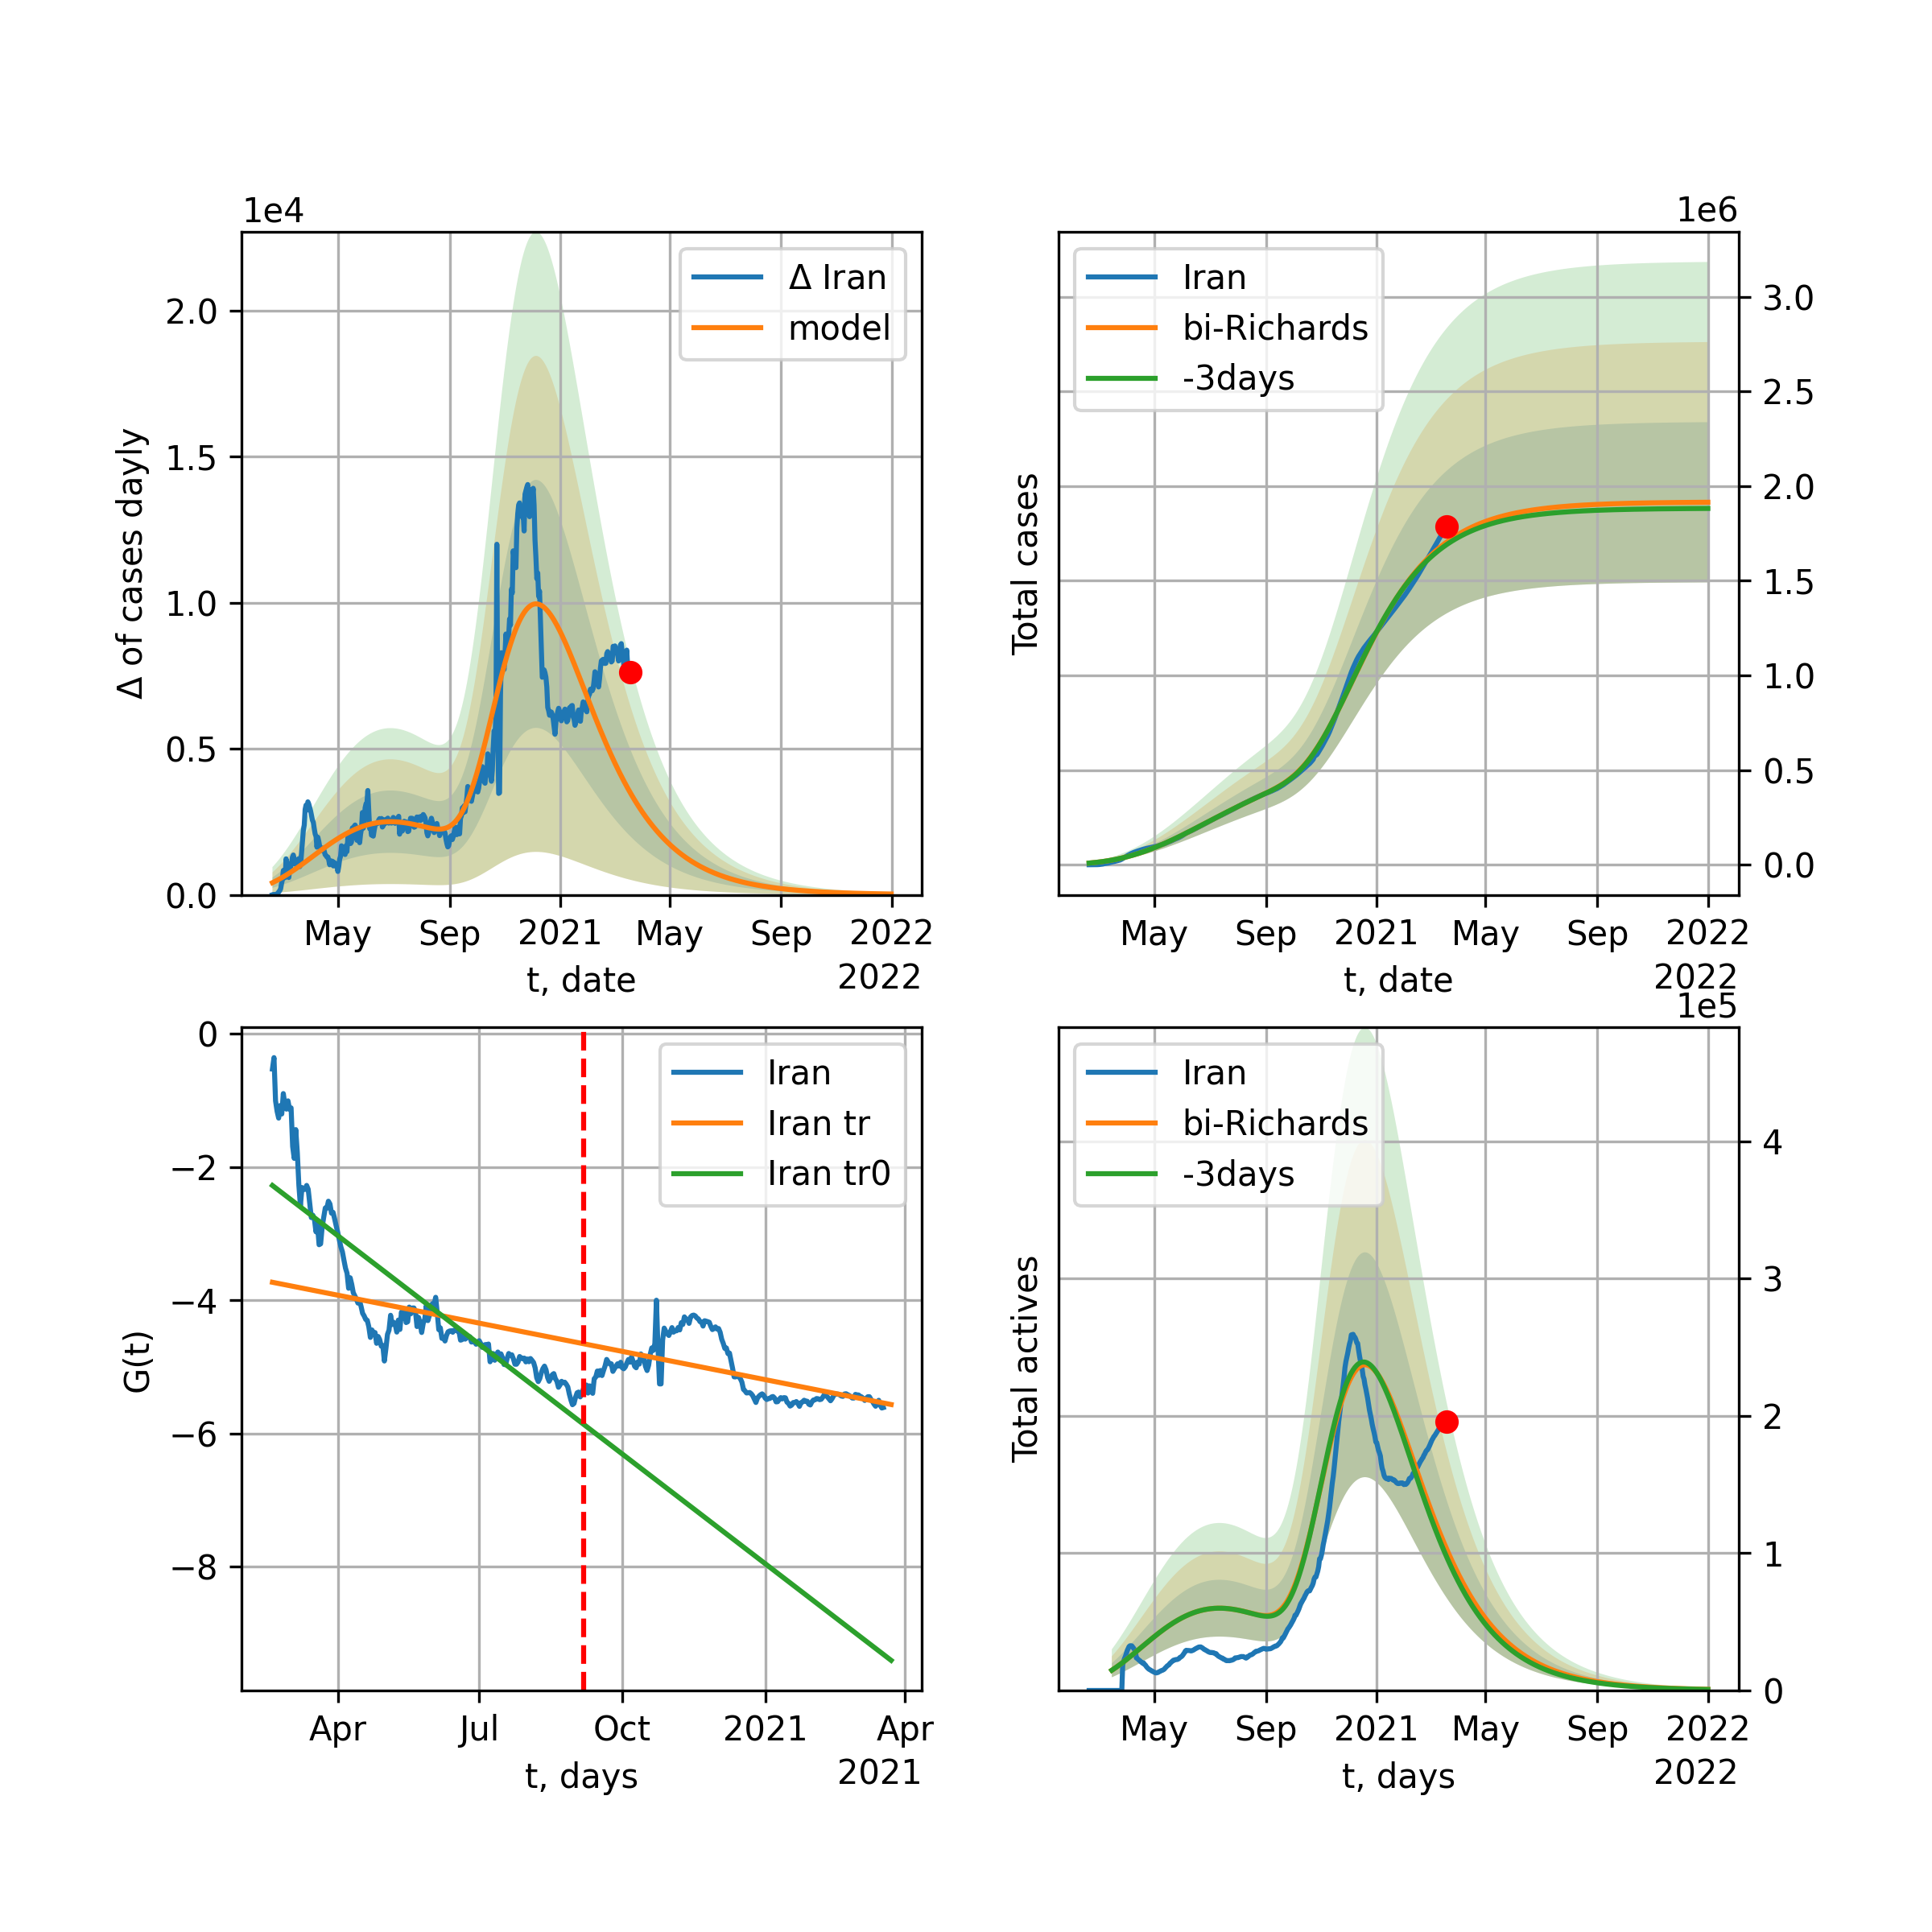 1e4
Δ Iran
model
2.0
1.5
1.0
0.5
0.0
Δ of cases dayly
May Sep 2021 May Sep 2022
t, date
2022
1e6
Iran
bi-Richards
-3days
3.0
2.5
2.0
1.5
1.0
0.5
0.0
Total cases
May Sep 2021 May Sep 2022
t, date
2022
Iran
Iran tr
Iran tr0
0
−2
−4
−6
−8
G(t)
Apr Jul Oct 2021 Apr
t, days
2021
1e5
Iran
bi-Richards
-3days
4
3
2
1
0
Total actives
May Sep 2021 May Sep 2022
t, days
2022